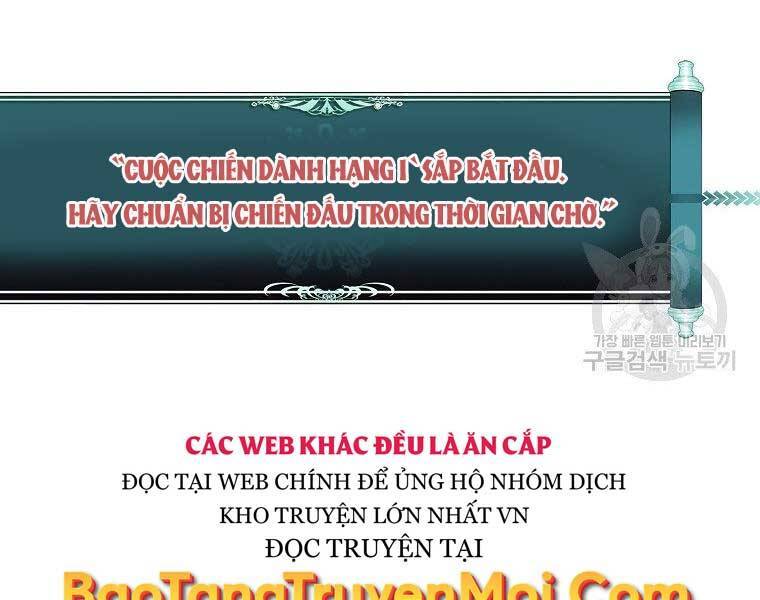 “CUỘC CHIẾN DÀNH HẠNG 1` SẮP BẮT ĐẦU.
HÃY CHUẨN BỊ CHIẾN ĐẤU TRONG THỜI GIAN CHỜ.”
가장 빠른 웹툰 미리보기
구글검색 뉴토끼
CÁC WEB KHÁC ĐỀU LÀ ĂN CẮP
ĐỌC TẠI WEB CHÍNH ĐỂ ỦNG HỘ NHÓM DỊCH
KHO TRUYỆN LỚN NHẤT VN
ĐỌC TRUYỆN TẠI
BaoTangTruyenMoi.Com